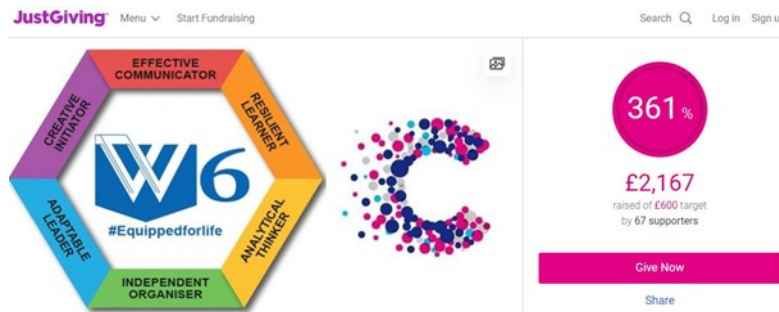 JustGiving™ Menu Start Fundraising Search Log in Sign u
EFFECTIVE
COMMUNICATOR
RESILIENT
LEARNER
ANALYTICAL
THINKER
INDEPENDENT
ORGANISER
ADAPTABLE
LEADER
CREATIVE
INITIATOR
W6
#Equippedforlife
361 %
£2,167
raised of £600 target
by 67 supporters
Give Now
Share